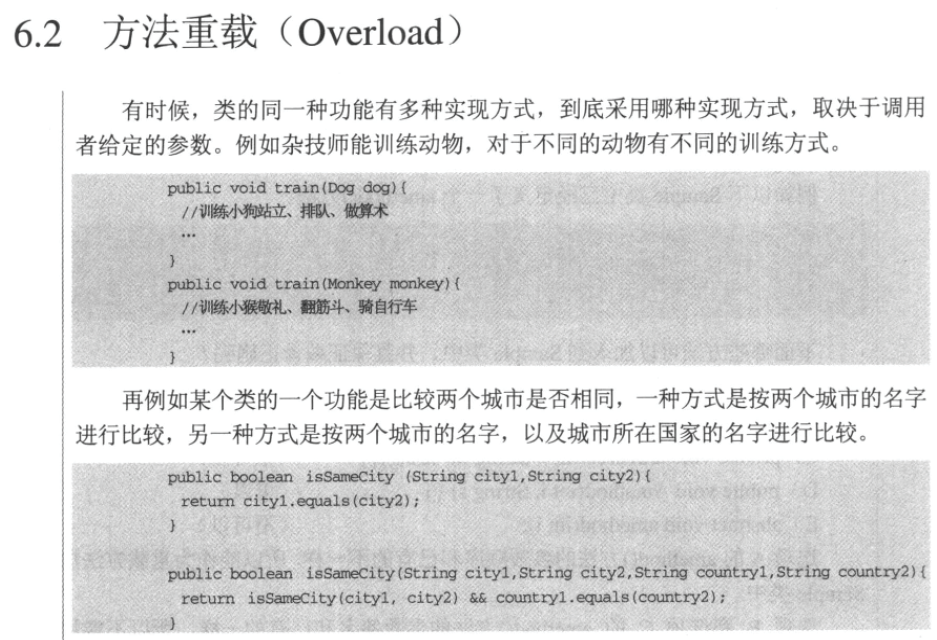 6.2 方法重载（Overload）
有时候，类的同一种功能有多种实现方式，到底采用哪种实现方式，取决于调用
者给定的参数。例如杂技师能训练动物，对于不同的动物有不同的训练方式。
public void train(Dog dog){
//训练小狗站立、排队、做算术
…
}
public void train(Monkey monkey){
//训练小猴敬礼、翻筋斗、骑自行车
…
}
再例如某个类的一个功能是比较两个城市是否相同，一种方式是按两个城市的名字
进行比较，另一种方式是按两个城市的名字，以及城市所在国家的名字进行比较。
public boolean isSameCity (String city1,String city2){
return city1.equals(city2);
}
public boolean isSameCity(String city1,String city2,String country1,String country2){
return isSameCity(city1, city2) && country1.equals(country2);
}